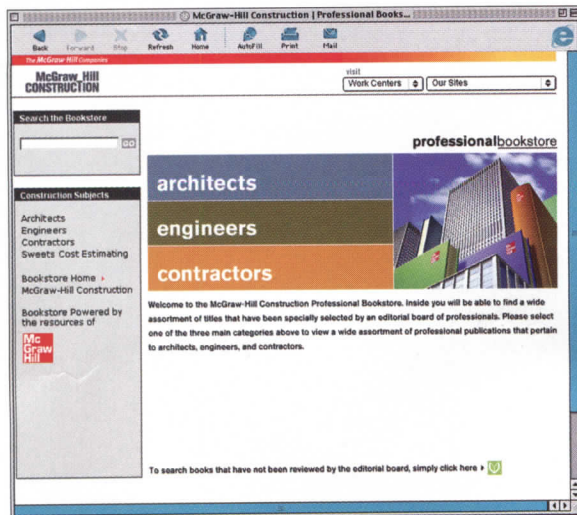 McGraw-Hill Construction | Professional Books...
Back Forward Stop Refresh Home AutoFill Print Mail
The McGraw-Hill Companies
McGraw_Hill
CONSTRUCTION
visit
Work Centers
Our Sites
Search the Bookstore
GO
professionalbookstore
architects
engineers
contractors
Construction Subjects
Architects
Engineers
Contractors
Sweets Cost Estimating
Bookstore Home
McGraw-Hill Construction
Bookstore Powered by
the resources of
Mc
Graw
Hill
Welcome to the McGraw-Hill Construction Professional Bookstore. Inside you will be able to find a wide
assortment of titles that have been specially selected by an editorial board of professionals. Please select
one of the three main categories above to view a wide assortment of professional publications that pertain
to architects, engineers, and contractors.
To search books that have not been reviewed by the editorial board, simply click here